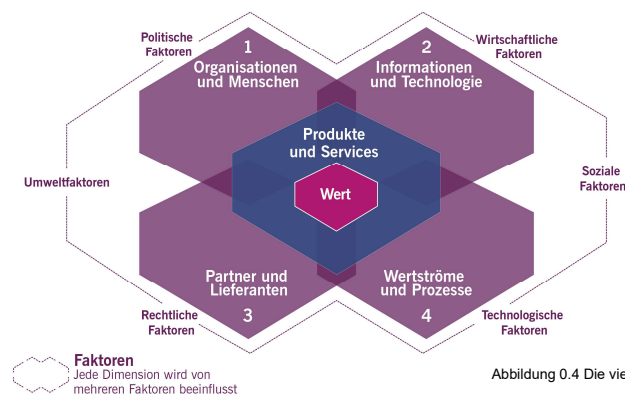 Politische
Faktoren
Wirtschaftliche
Faktoren
1
Organisationen
und Menschen
2
Informationen
und Technologie
Produkte
und Services
Wert
Umweltfaktoren
Soziale
Faktoren
Partner und
Lieferanten
3
Wertströme
und Prozesse
4
Rechtliche
Faktoren
Technologische
Faktoren
Faktoren
Jede Dimension wird von
mehreren Faktoren beeinflusst
Abbildung 0.4 Die vie